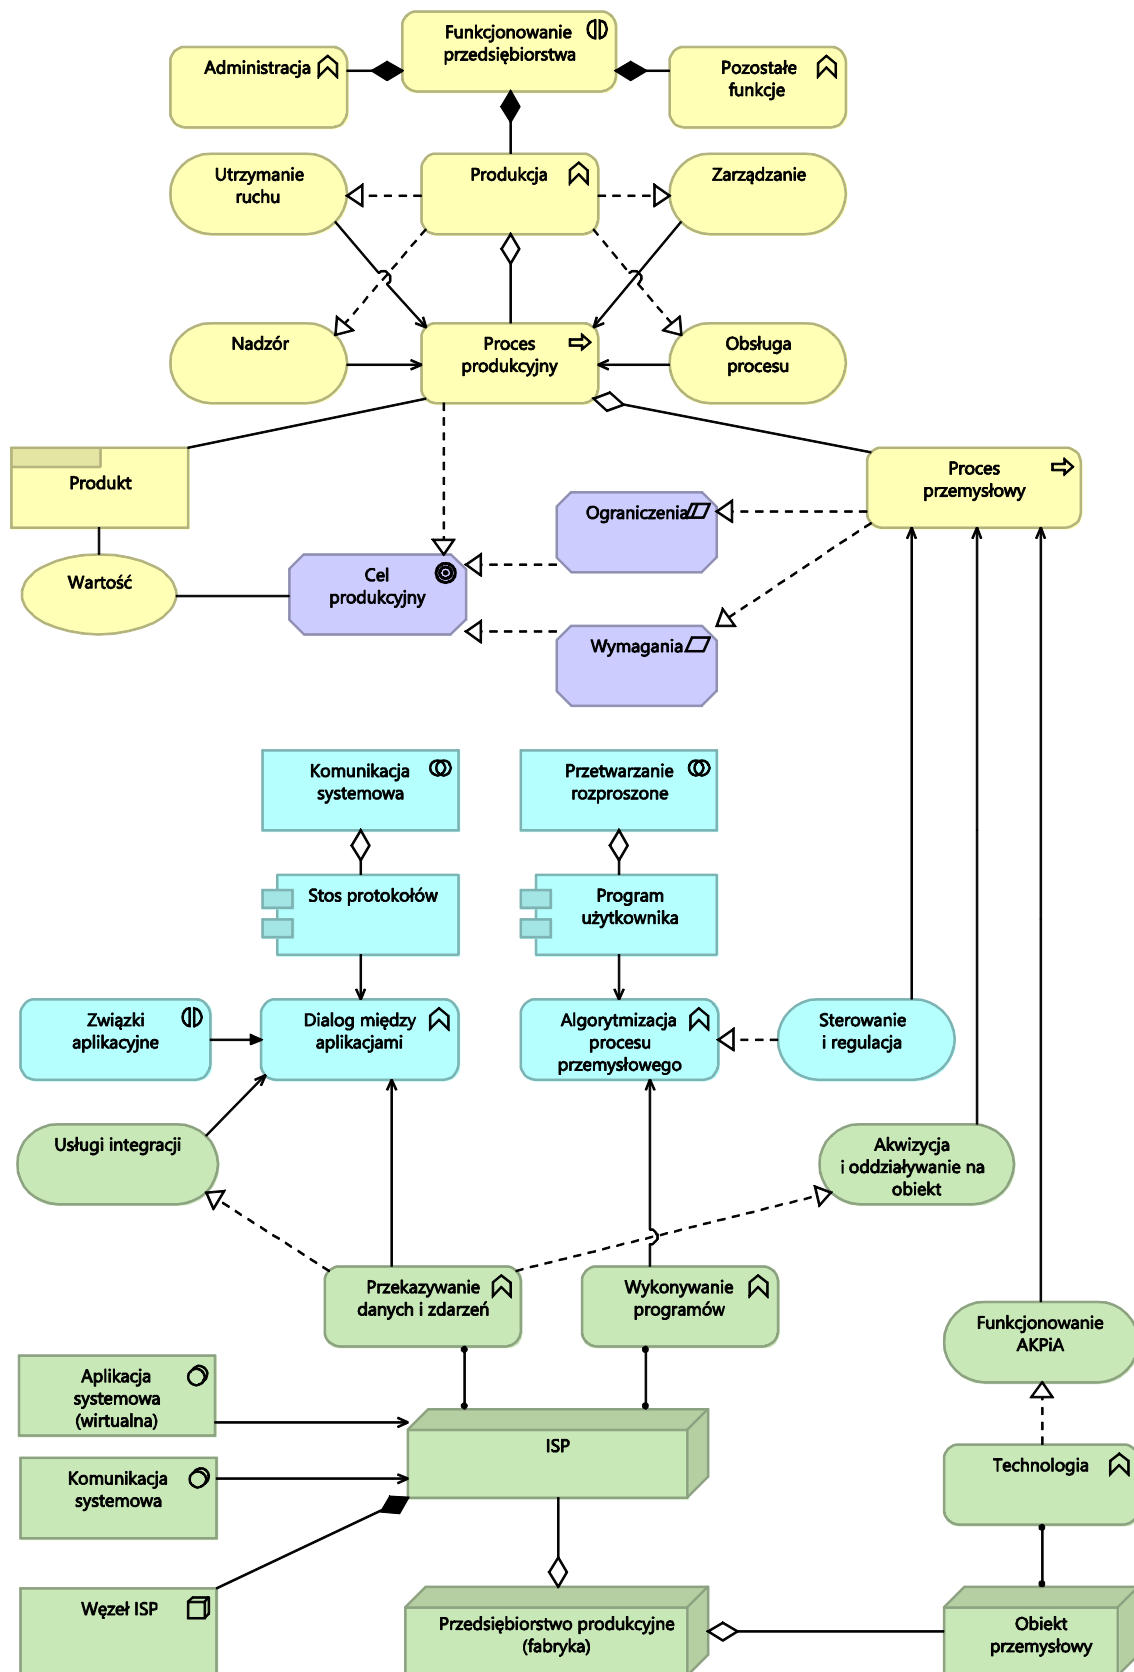 Funkcjonowanie
przedsiębiorstwa
Administracja
Pozostałe
funkcje
Utrzymanie
ruchu
Produkcja
Zarządzanie
Nadzór
Proces
produkcyjny
Obsługa
procesu
Produkt
Proces
przemysłowy
Ograniczenia
Wartość
Cel
produkcyjny
Wymagania
Komunikacja
systemowa
Przetwarzanie
rozproszone
Stos protokołów
Program
użytkownika
Związki
aplikacyjne
Dialog między
aplikacjami
Algorytmizacja
procesu
przemysłowego
Sterowanie
i regulacja
Usługi integracji
Akwizycja
i oddziaływanie na
obiekt
Przekazywanie
danych i zdarzeń
Wykonywanie
programów
Funkcjonowanie
AKPiA
Aplikacja
systemowa
(wirtualna)
ISP
Technologia
Komunikacja
systemowa
Węzeł ISP
Przedsiębiorstwo produkcyjne
(fabryka)
Obiekt
przemysłowy